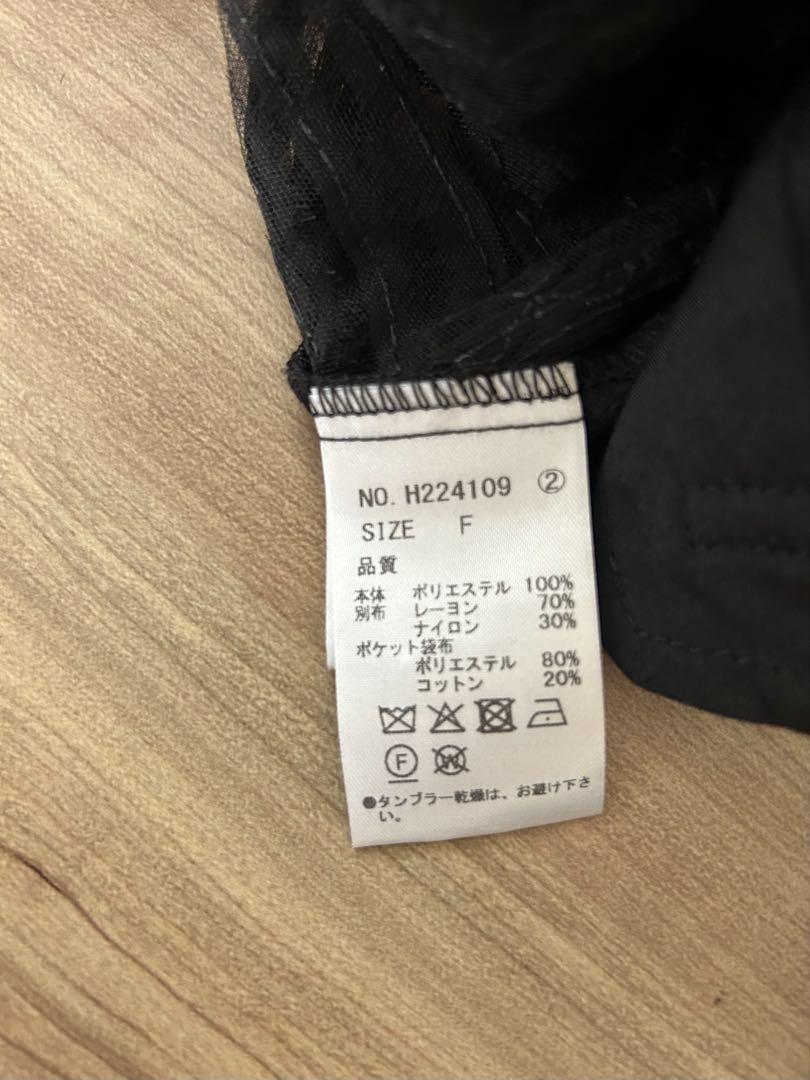 NO. H224109 ②
SIZE F
品質
本体 ポリエステル 100%
別布 レーヨン 70%
ナイロン 30%
ポケット袋布
ポリエステル 80%
コットン 20%
F W
●タンブラー乾燥は、お避け下さ
い。